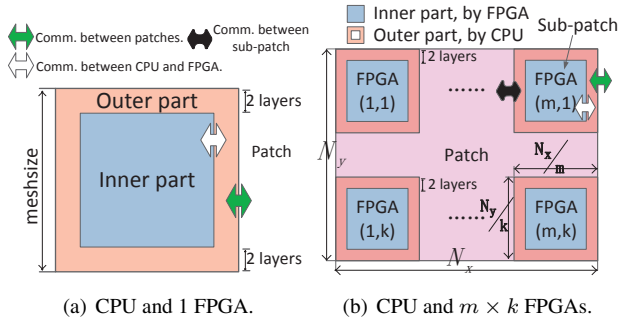 Comm. between patches.
Comm. between sub-patch
Comm. between CPU and FPGA.
Outer part
2 layers
Patch
meshsize
Inner part
2 layers
(a) CPU and 1 FPGA.
Inner part, by FPGA
Outer part, by CPU
Sub-patch
2 layers
FPGA
(1,1)
......
FPGA
(m,1)
N_y
Patch
N_x/m
2 layers
FPGA
(1,k)
......
N_y/k
FPGA
(m,k)
N_x
(b) CPU and m × k FPGAs.